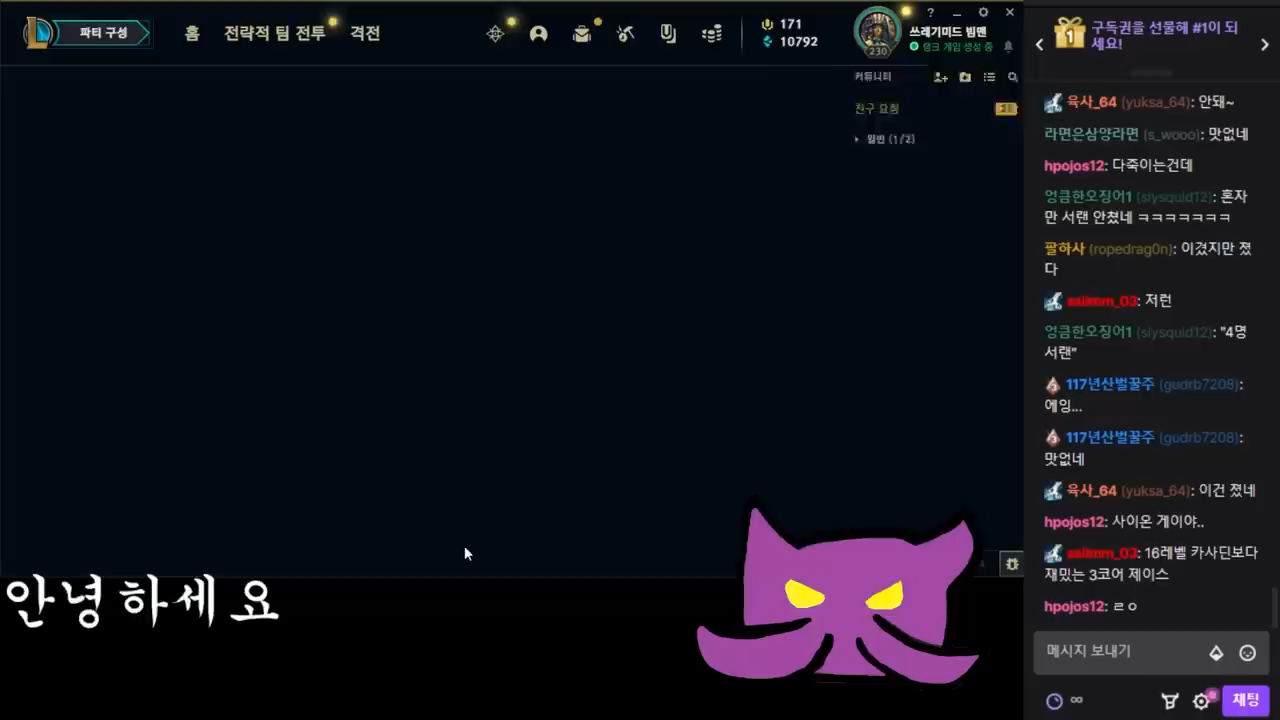 파티 구성
홈
전략적 팀 전투
격전
171
10792
230
쓰레기미드 빔맨
랭크 게임 생성 중
커뮤니티
친구 요청
일반 (1/2)
안녕하세요
1
구독권을 선물해 #1이 되
세요!
육사_64 (yuksa_64): 안돼~
라면은삼양라면 (s_wooo): 맛없네
hpojos12: 다죽이는건데
엉큼한오징어1 (slysquid12): 혼자
만 서랜 안쳤네 ㅋㅋㅋㅋㅋㅋㅋ
팔하사 (ropedrag0n): 이겼지만 졌
다
저런
엉큼한오징어1 (slysquid12): "4명
서랜"
117년산벌꿀주 (gudrb7208):
에잉...
117년산벌꿀주 (gudrb7208):
맛없네
육사_64 (yuksa_64): 이건 졌네
hpojos12: 사이온 게이야..
16레벨 카사딘보다
재밌는 3코어 제이스
hpojos12: ㄹㅇ
메시지 보내기
채팅